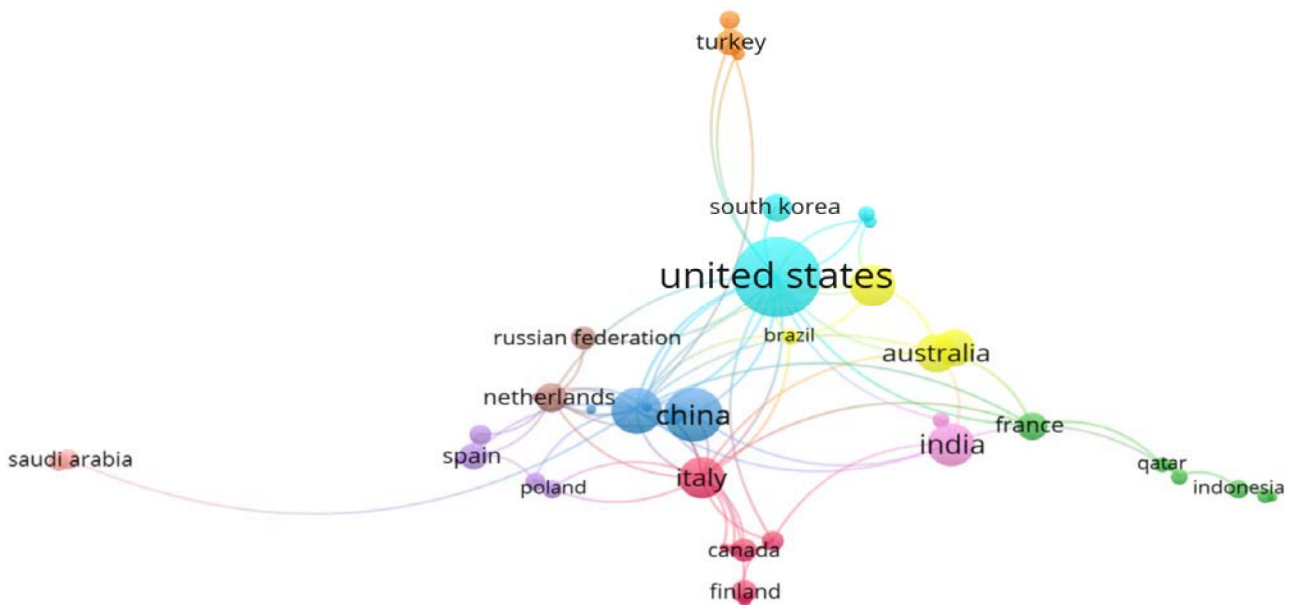 turkey
south korea
united states
russian federation
brazil
australia
netherlands
china
france
india
saudi arabia
spain
qatar
italy
poland
indonesia
canada
finland